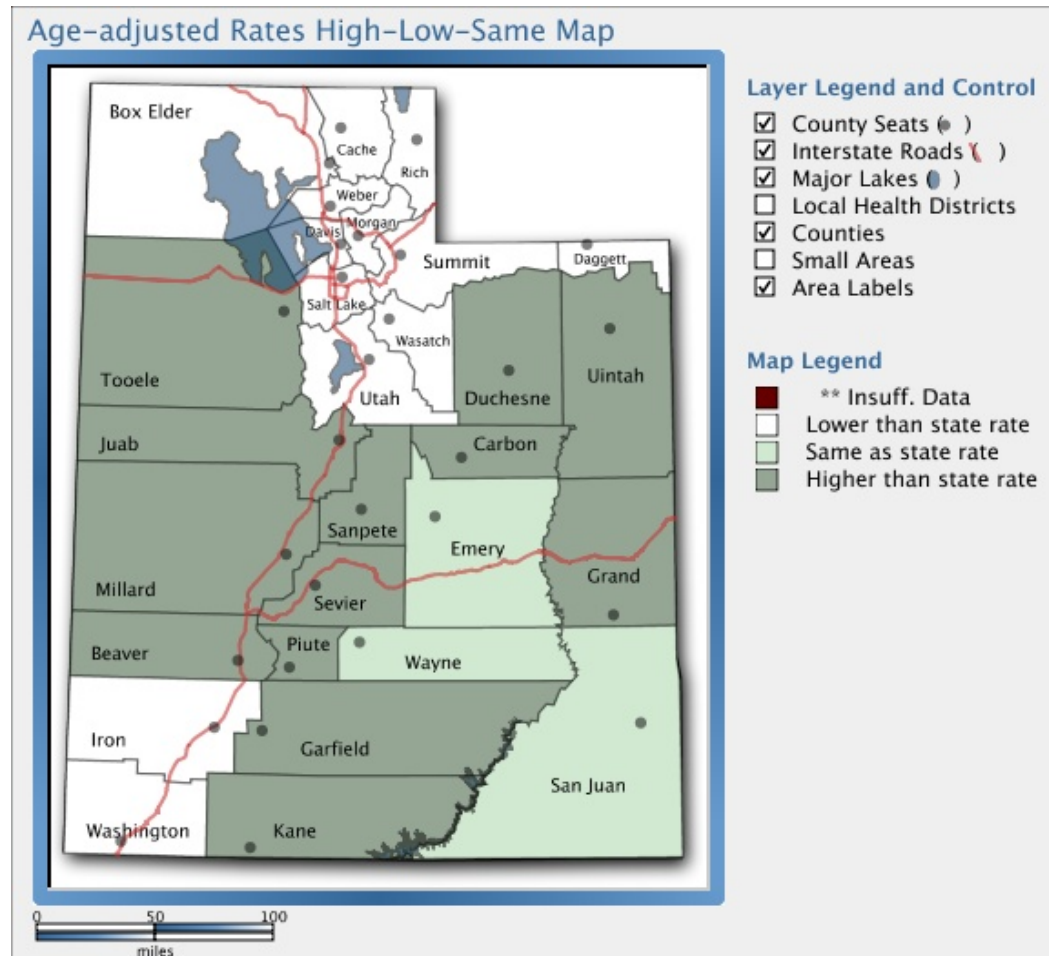 Age-adjusted Rates High-Low-Same Map
Box Elder
Cache
Rich
Weber
Morgan
Davis
Summit
Daggett
Salt Lake
Wasatch
Tooele
Utah
Duchesne
Uintah
Juab
Carbon
Sanpete
Emery
Millard
Sevier
Grand
Beaver
Piute
Wayne
Iron
Garfield
San Juan
Washington
Kane
0 50 100
miles
Layer Legend and Control
County Seats ( )
Interstate Roads ( )
Major Lakes ( )
Local Health Districts
Counties
Small Areas
Area Labels
Map Legend
** Insuff. Data
Lower than state rate
Same as state rate
Higher than state rate